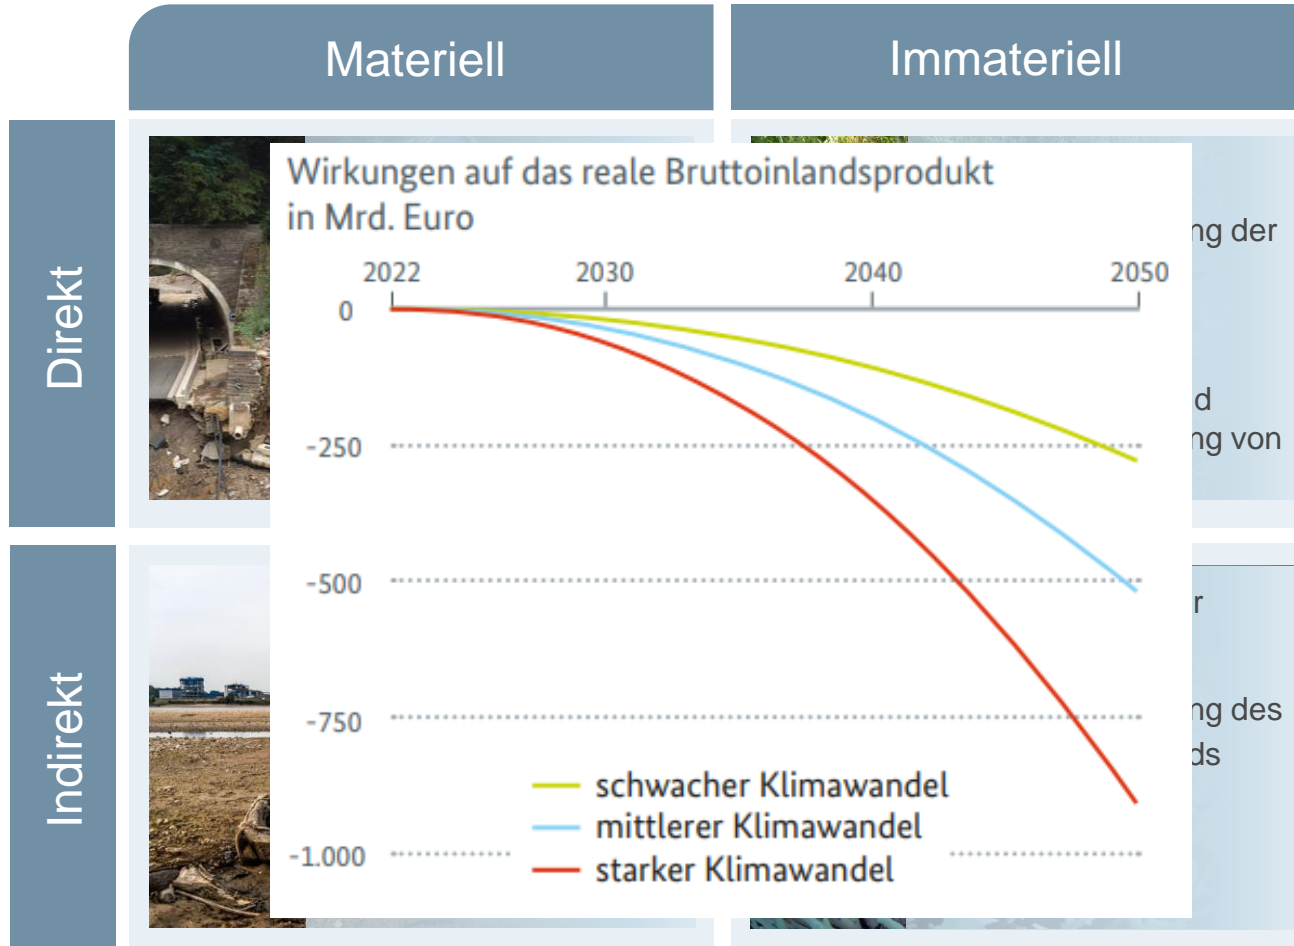 Materiell
Immateriell
Direkt
Indirekt
Wirkungen auf das reale Bruttoinlandsprodukt
in Mrd. Euro
2022 2030 2040 2050
0
-250
-500
-750
-1.000
schwacher Klimawandel
mittlerer Klimawandel
starker Klimawandel
ng der
d
ng von
r
ng des
ds